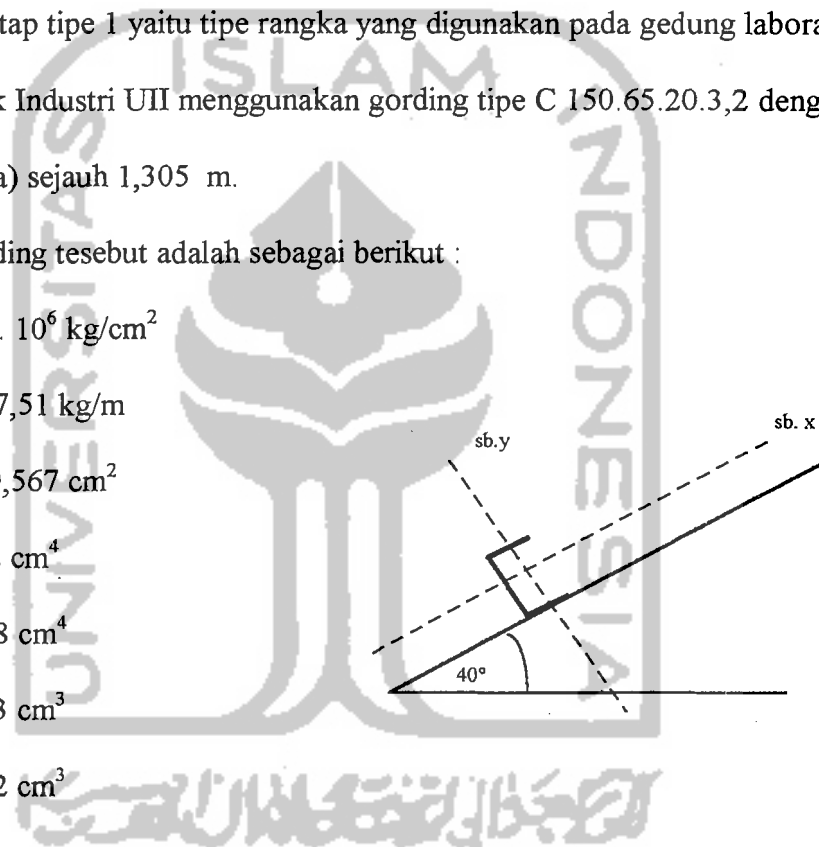 tap tipe 1 yaitu tipe rangka yang digunakan pada gedung labora
k Industri UII menggunakan gording tipe C 150.65.20.3,2 deng
a) sejauh 1,305 m.
ding tesebut adalah sebagai berikut :
. 10⁶ kg/cm²
7,51 kg/m
,567 cm²
cm⁴
8 cm⁴
3 cm³
2 cm³
sb.y
sb. x
40°
UNIVERSITAS
ISLAM
INDONESIA